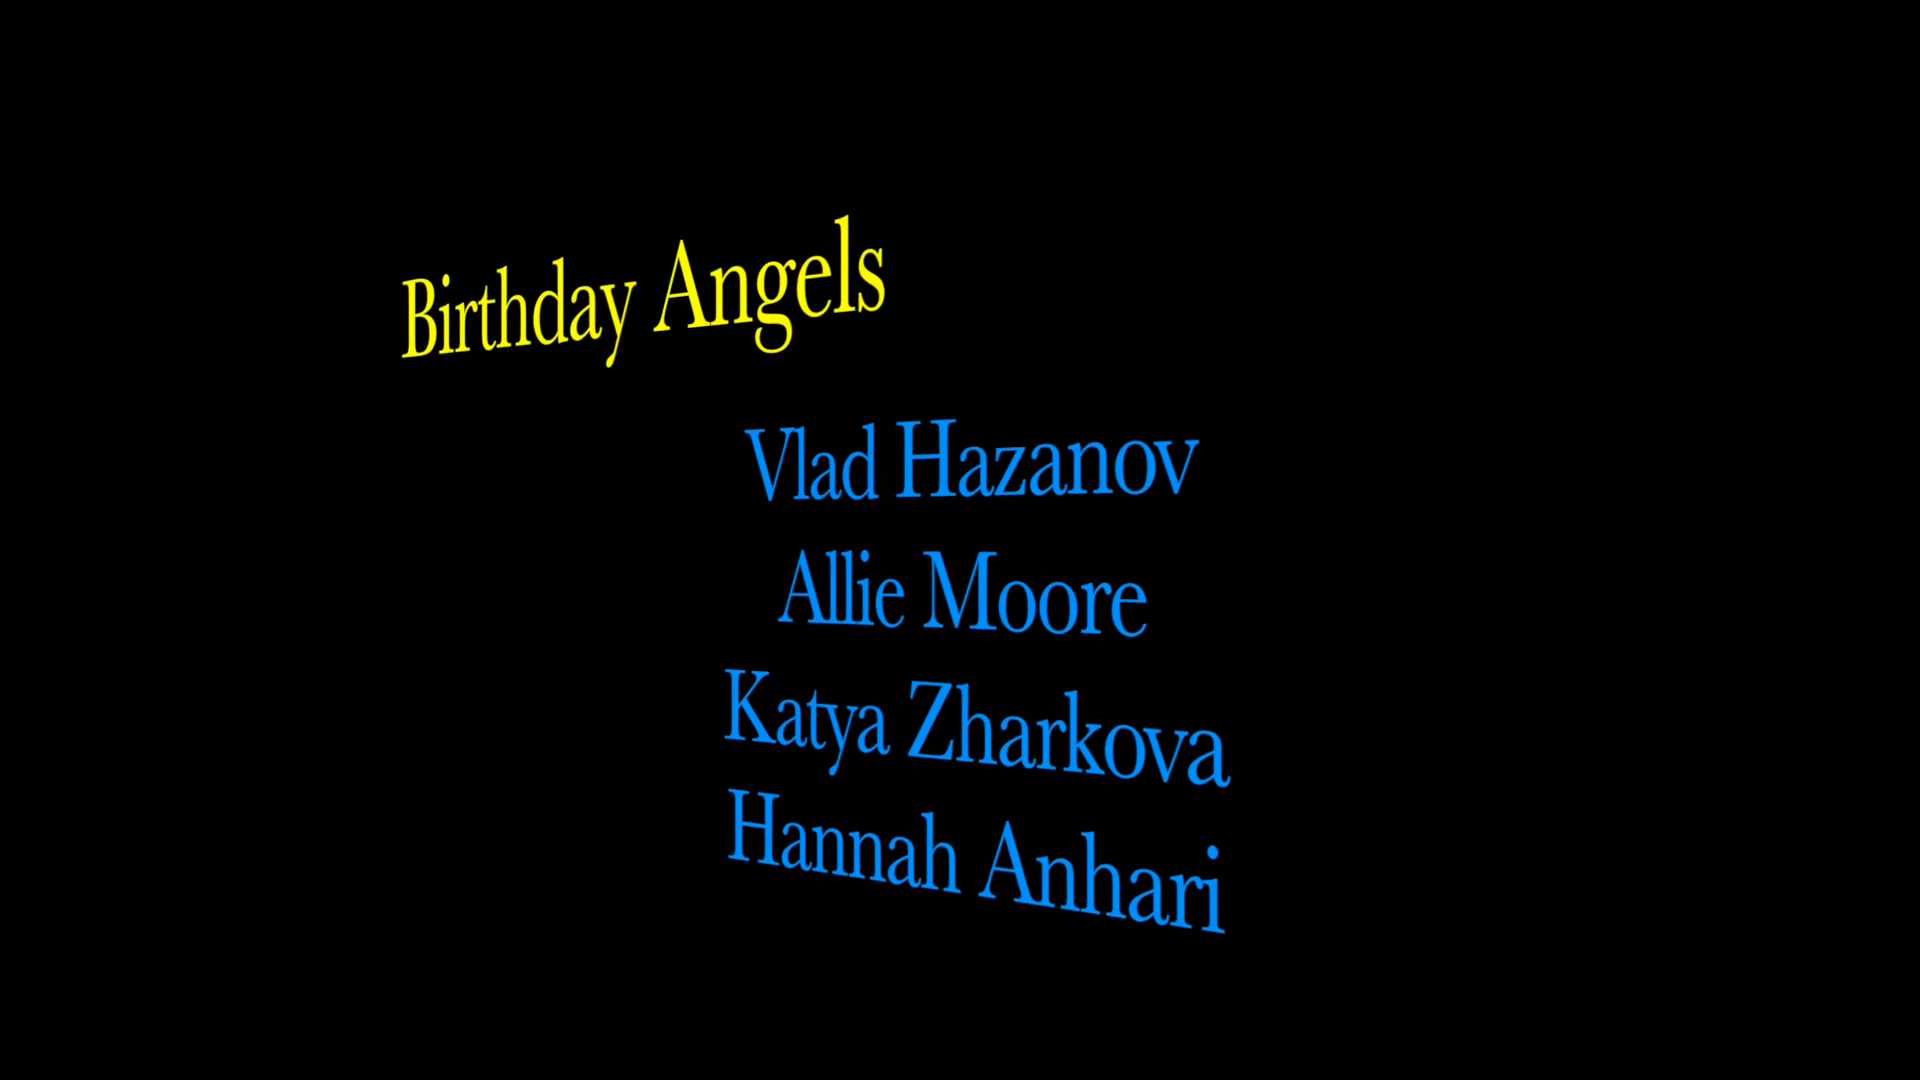 Birthday Angels
Vlad Hazanov
Allie Moore
Katya Zharkova
Hannah Anhari